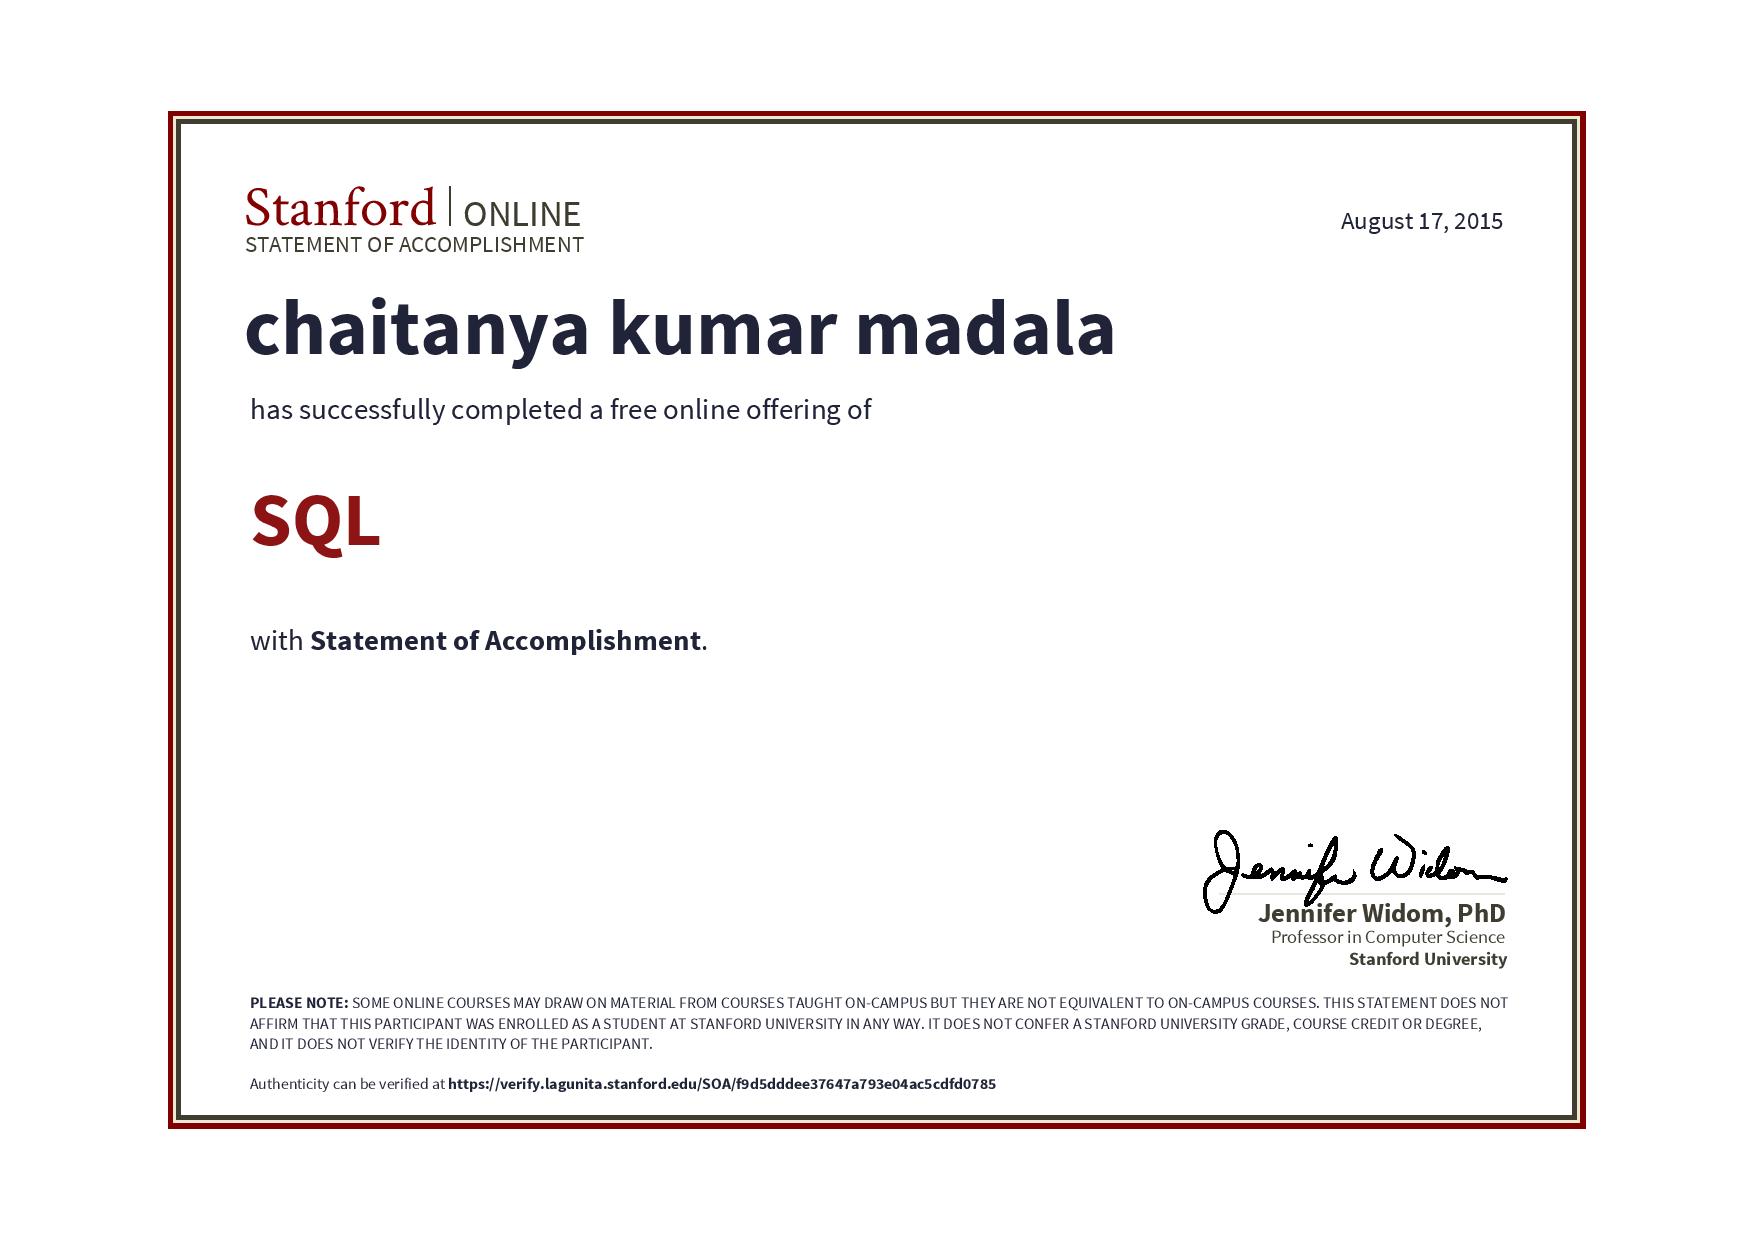 Stanford | ONLINE
STATEMENT OF ACCOMPLISHMENT
August 17, 2015
chaitanya kumar madala
has successfully completed a free online offering of
SQL
with Statement of Accomplishment.
Jennifer Widom
Jennifer Widom, PhD
Professor in Computer Science
Stanford University
PLEASE NOTE: SOME ONLINE COURSES MAY DRAW ON MATERIAL FROM COURSES TAUGHT ON-CAMPUS BUT THEY ARE NOT EQUIVALENT TO ON-CAMPUS COURSES. THIS STATEMENT DOES NOT
AFFIRM THAT THIS PARTICIPANT WAS ENROLLED AS A STUDENT AT STANFORD UNIVERSITY IN ANY WAY. IT DOES NOT CONFER A STANFORD UNIVERSITY GRADE, COURSE CREDIT OR DEGREE,
AND IT DOES NOT VERIFY THE IDENTITY OF THE PARTICIPANT.
Authenticity can be verified at https://verify.lagunita.stanford.edu/SOA/f9d5dddee37647a793e04ac5cdfd0785